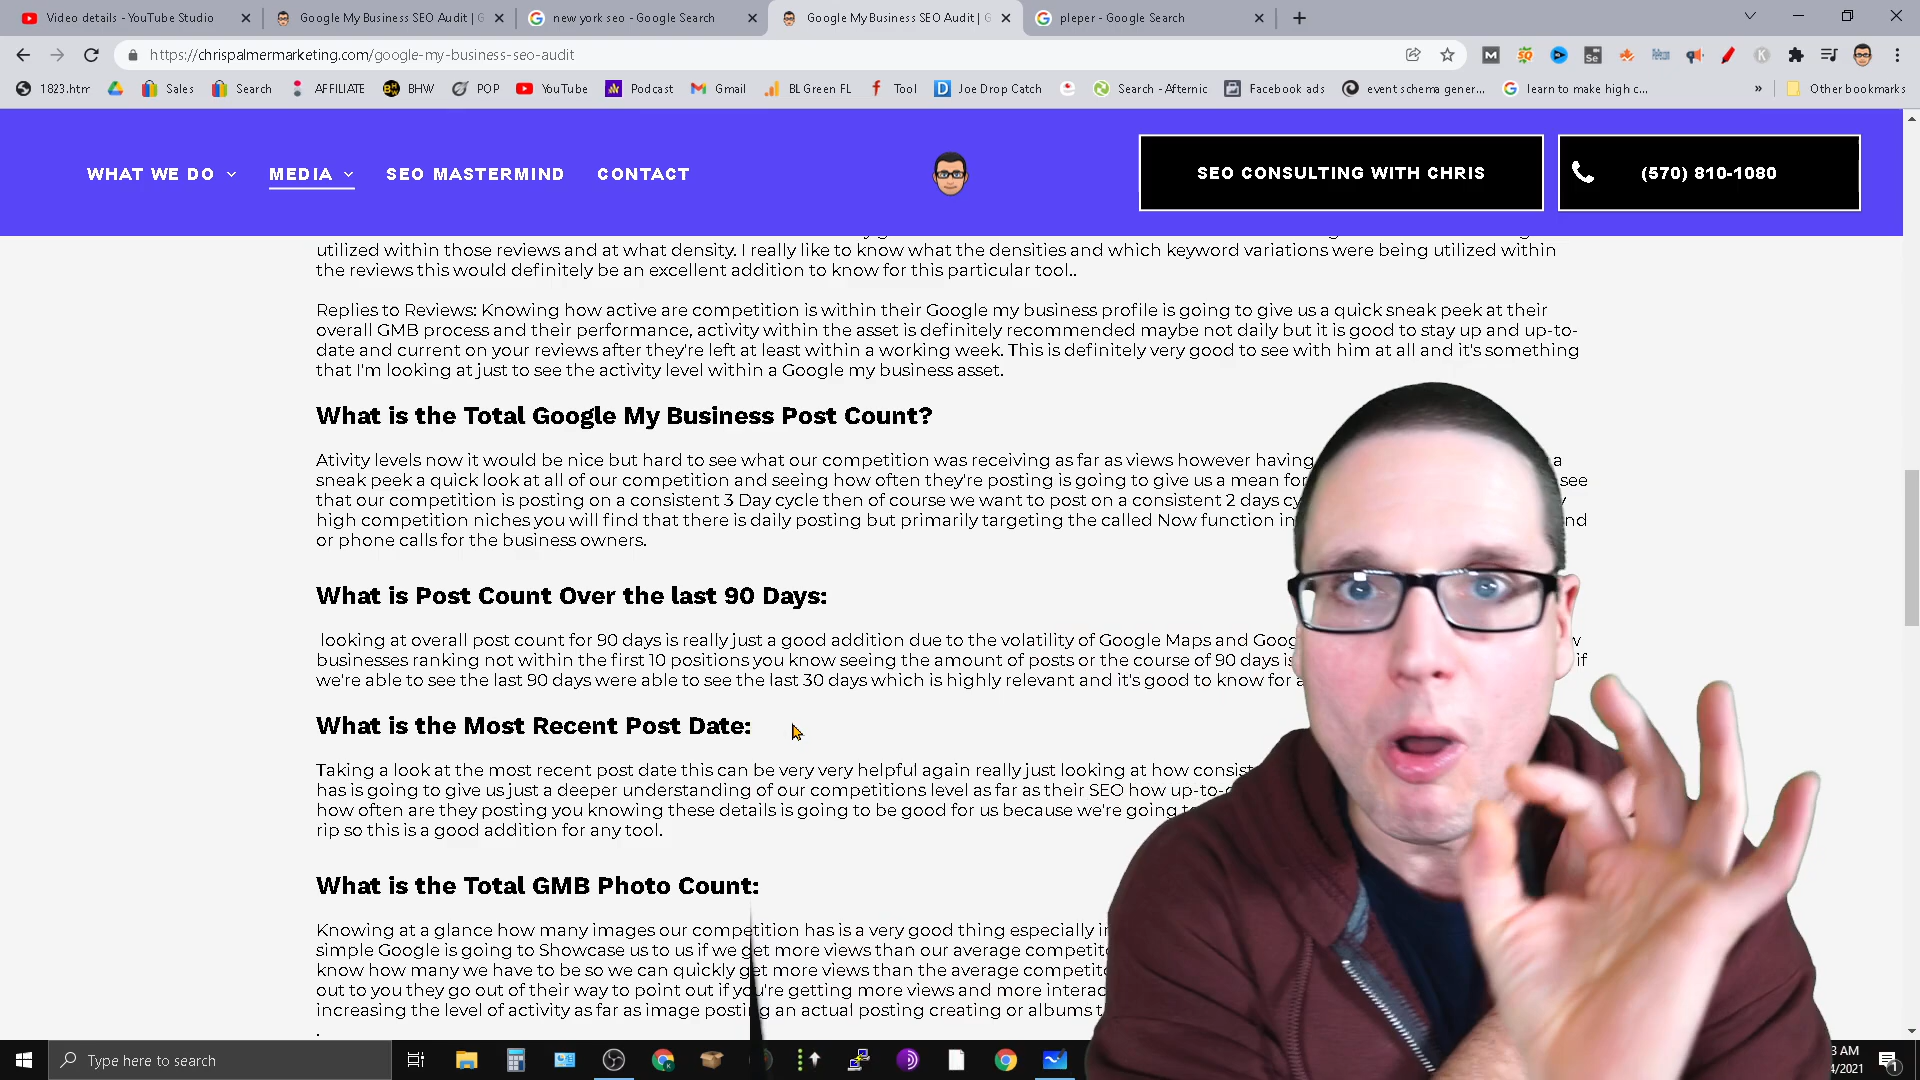 Video details - YouTube Studio
Google My Business SEO Audit | G
new york seo - Google Search
Google My Business SEO Audit | G
pleper - Google Search
https://chrispalmermarketing.com/google-my-business-seo-audit
1823.htm
Sales
Search
AFFILIATE
BHW
POP
YouTube
Podcast
Gmail
BL Green FL
Tool
Joe Drop Catch
Search - Afternic
Facebook ads
event schema gener...
learn to make high c...
»
Other bookmarks
WHAT WE DO
MEDIA
SEO MASTERMIND
CONTACT
SEO CONSULTING WITH CHRIS
(570) 810-1080
utilized within those reviews and at what density. I really like to know what the densities and which keyword variations were being utilized within
the reviews this would definitely be an excellent addition to know for this particular tool..
Replies to Reviews: Knowing how active are competition is within their Google my business profile is going to give us a quick sneak peek at their
overall GMB process and their performance, activity within the asset is definitely recommended maybe not daily but it is good to stay up and up-to-
date and current on your reviews after they're left at least within a working week. This is definitely very good to see with him at all and it's something
that I'm looking at just to see the activity level within a Google my business asset.
What is the Total Google My Business Post Count?
Ativity levels now it would be nice but hard to see what our competition was receiving as far as views however having a
sneak peek a quick look at all of our competition and seeing how often they're posting is going to give us a mean for see
that our competition is posting on a consistent 3 Day cycle then of course we want to post on a consistent 2 days
high competition niches you will find that there is daily posting but primarily targeting the called Now function in
or phone calls for the business owners.
What is Post Count Over the last 90 Days:
looking at overall post count for 90 days is really just a good addition due to the volatility of Google Maps and
businesses ranking not within the first 10 positions you know seeing the amount of posts or the course of 90 days if
we're able to see the last 90 days were able to see the last 30 days which is highly relevant and it's good to know for
What is the Most Recent Post Date:
Taking a look at the most recent post date this can be very very helpful again really just looking at how
has is going to give us just a deeper understanding of our competitions level as far as their SEO how
how often are they posting you knowing these details is going to be good for us because we're going
rip so this is a good addition for any tool.
What is the Total GMB Photo Count:
Knowing at a glance how many images our competition has is a very good thing especially
simple Google is going to Showcase us to us if we get more views than our average
know how many we have to be so we can quickly get more views than the average
out to you they go out of their way to point out if you're getting more views and more
increasing the level of activity as far as image posting an actual posting creating or albums
.
Type here to search
3 AM
4/2021
1